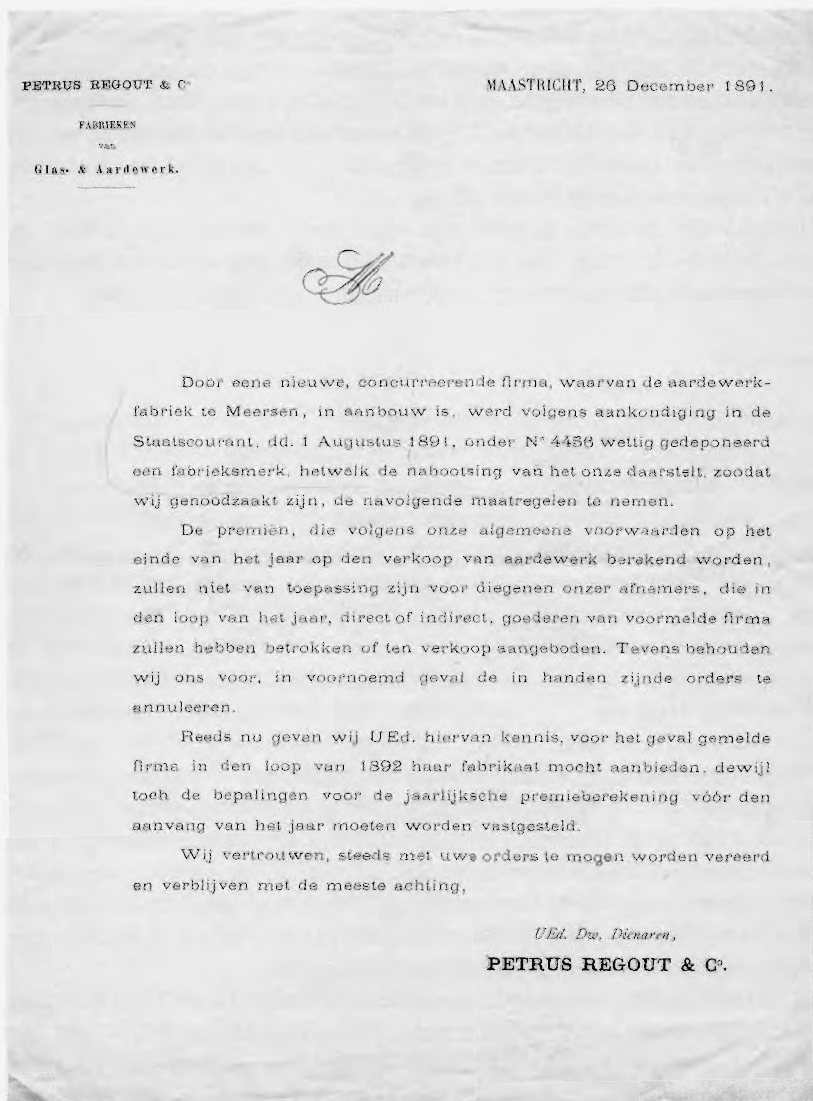 PETRUS REGOUT & Cº
MAASTRICHT, 26 December 1891.
FABRIEKEN
van
Glas- & Aardewerk.
M
Door eene nieuwe, concurreerende firma, waarvan de aardewerk-
fabriek te Meersen, in aanbouw is, werd volgens aankondiging in de
Staatscourant, dd. 1 Augustus 1891, onder Nº 4456 wettig gedeponeerd
een fabrieksmerk, hetwelk de nabootsing van het onze daarstelt, zoodat
wij genoodzaakt zijn, de navolgende maatregelen te nemen.
De premiën, die volgens onze algemeene voorwaarden op het
einde van het jaar op den verkoop van aardewerk berekend worden,
zullen niet van toepassing zijn voor diegenen onzer afnemers, die in
den loop van het jaar, direct of indirect, goederen van voormelde firma
zullen hebben betrokken of ten verkoop aangeboden. Tevens behouden
wij ons voor, in voornoemd geval de in handen zijnde orders te
annuleeren.
Reeds nu geven wij UEd. hiervan kennis, voor het geval gemelde
firma in den loop van 1892 haar fabrikaat mocht aanbieden, dewijl
toch de bepalingen voor de jaarlijksche premieberekening vóór den
aanvang van het jaar moeten worden vastgesteld.
Wij vertrouwen, steeds met uwe orders te mogen worden vereerd
en verblijven met de meeste achting,
UEd. Dw. Dienaren,
PETRUS REGOUT & Cº.